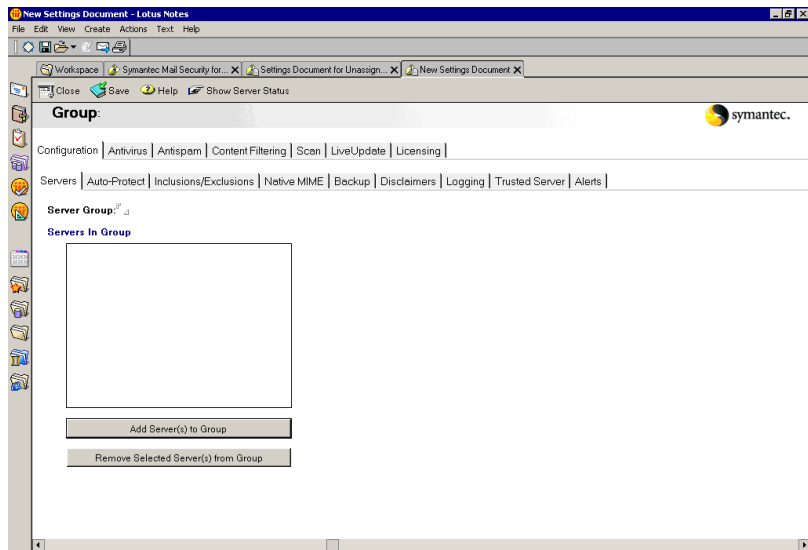 New Settings Document - Lotus Notes
File Edit View Create Actions Text Help
Workspace Symantec Mail Security for... Settings Document for Unassign... New Settings Document
Close Save Help Show Server Status
Group:
symantec.
Configuration Antivirus Antispam Content Filtering Scan LiveUpdate Licensing
Servers Auto-Protect Inclusions/Exclusions Native MIME Backup Disclaimers Logging Trusted Server Alerts
Server Group:
Servers In Group
Add Server(s) to Group
Remove Selected Server(s) from Group